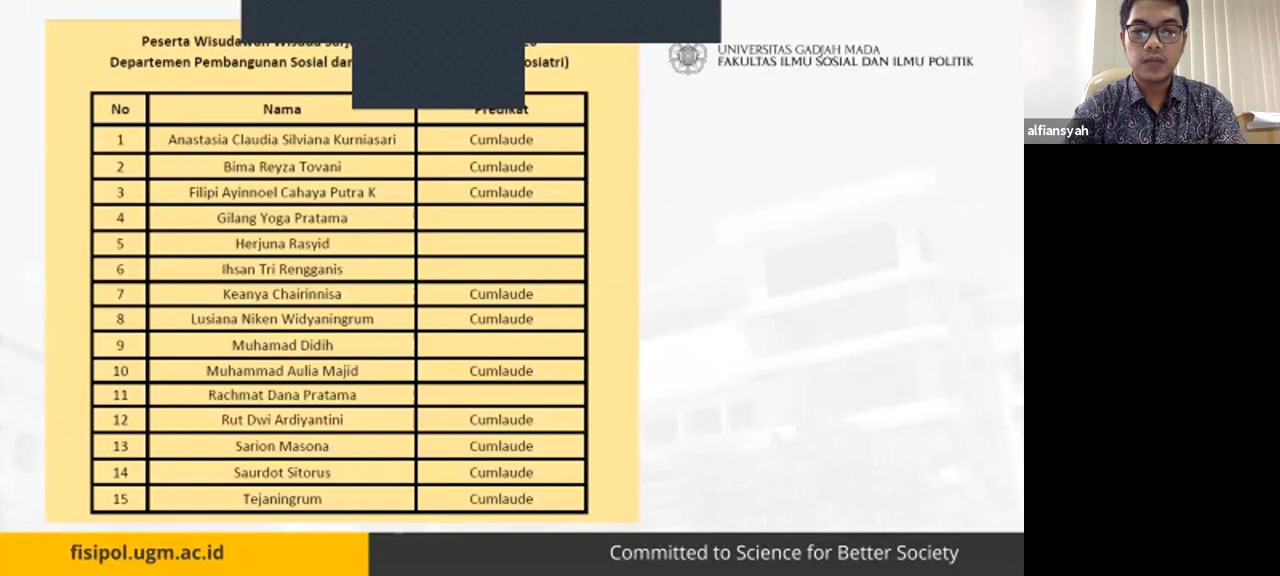 Peserta Wisudawan Wisuda
Departemen Pembangunan Sosial dan osiatri)
No Nama Predikat
1 Anastasia Claudia Silviana Kurniasari Cumlaude
2 Bima Reyza Tovani Cumlaude
3 Filipi Ayinnoel Cahaya Putra K Cumlaude
4 Gilang Yoga Pratama
5 Herjuna Rasyid
6 Ihsan Tri Rengganis
7 Keanya Chairinnisa Cumlaude
8 Lusiana Niken Widyaningrum Cumlaude
9 Muhamad Didih
10 Muhammad Aulia Majid Cumlaude
11 Rachmat Dana Pratama
12 Rut Dwi Ardiyantini Cumlaude
13 Sarion Masona Cumlaude
14 Saurdot Sitorus Cumlaude
15 Tejaningrum Cumlaude
UNIVERSITAS GADJAH MADA
FAKULTAS ILMU SOSIAL DAN ILMU POLITIK
alfiansyah
fisipol.ugm.ac.id
Committed to Science for Better Society